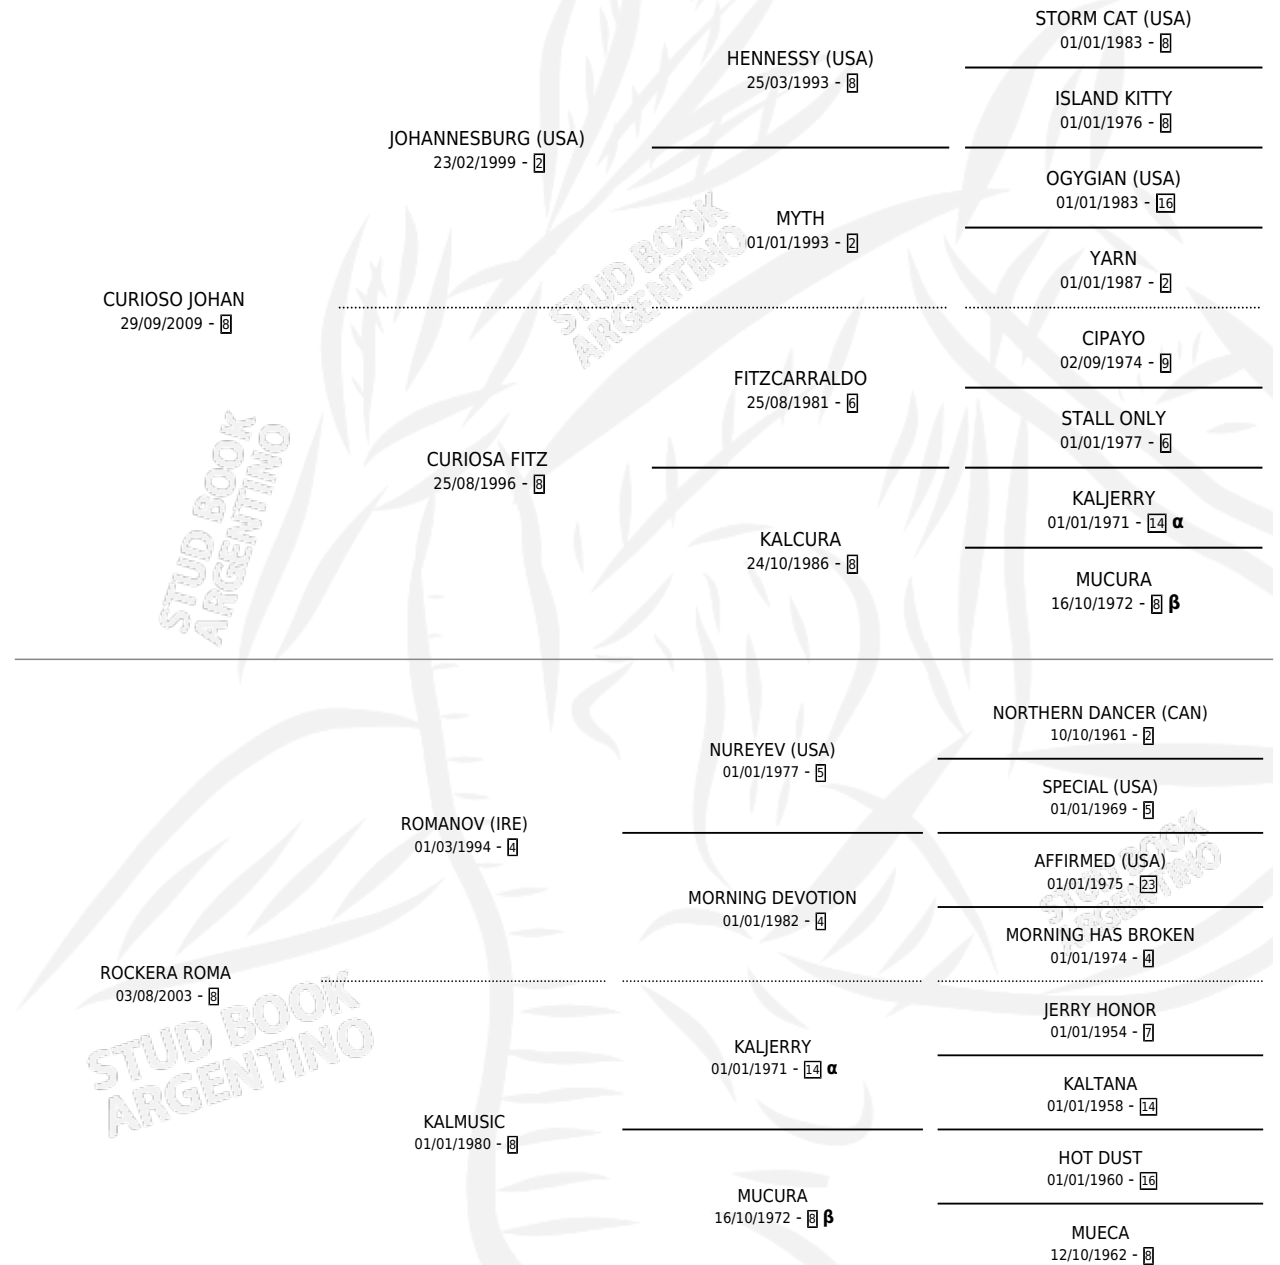 STORM CAT (USA)
01/01/1983 - 8
HENNESSY (USA)
25/03/1993 - 8
ISLAND KITTY
01/01/1976 - 8
JOHANNESBURG (USA)
23/02/1999 - 2
OGYGIAN (USA)
01/01/1983 - 16
MYTH
01/01/1993 - 2
YARN
01/01/1987 - 2
CURIOSO JOHAN
29/09/2009 - 8
CIPAYO
02/09/1974 - 9
FITZCARRALDO
25/08/1981 - 6
STALL ONLY
01/01/1977 - 6
CURIOSA FITZ
25/08/1996 - 8
KALJERRY
01/01/1971 - 14 α
KALCURA
24/10/1986 - 8
MUCURA
16/10/1972 - 8 β
NORTHERN DANCER (CAN)
10/10/1961 - 2
NUREYEV (USA)
01/01/1977 - 5
SPECIAL (USA)
01/01/1969 - 5
ROMANOV (IRE)
01/03/1994 - 4
AFFIRMED (USA)
01/01/1975 - 23
MORNING DEVOTION
01/01/1982 - 4
MORNING HAS BROKEN
01/01/1974 - 4
ROCKERA ROMA
03/08/2003 - 8
JERRY HONOR
01/01/1954 - 7
KALJERRY
01/01/1971 - 14 α
KALTANA
01/01/1958 - 14
KALMUSIC
01/01/1980 - 8
HOT DUST
01/01/1960 - 16
MUCURA
16/10/1972 - 8 β
MUECA
12/10/1962 - 8
STUD BOOK
ARGENTINO
STUD BOOK
ARGENTINO
STUD BOOK
ARGENTINO
STUD BOOK
ARGENTINO